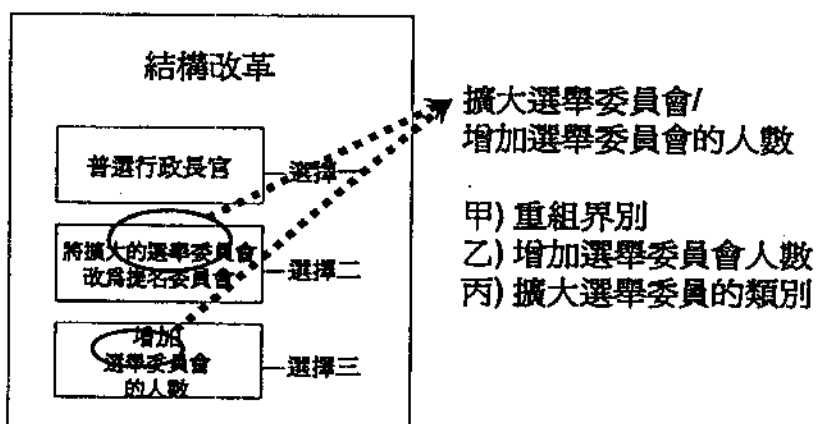 結構改革
普選行政長官
選擇一
將擴大的選舉委員會
改為提名委員會
選擇二
增加
選舉委員會
的人數
選擇三
擴大選舉委員會/
增加選舉委員會的人數
甲) 重組界別
乙) 增加選舉委員會人數
丙) 擴大選舉委員的類別